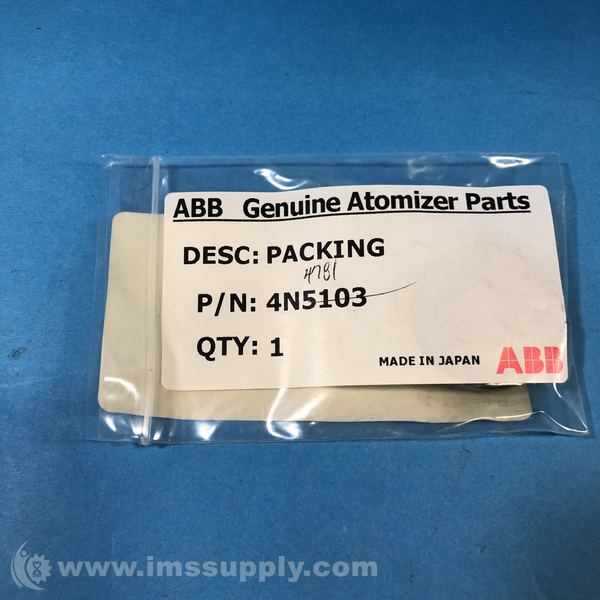 ABB Genuine Atomizer Parts
DESC: PACKING
4781
P/N: 4N5103
QTY: 1
MADE IN JAPAN ABB
www.imssupply.com